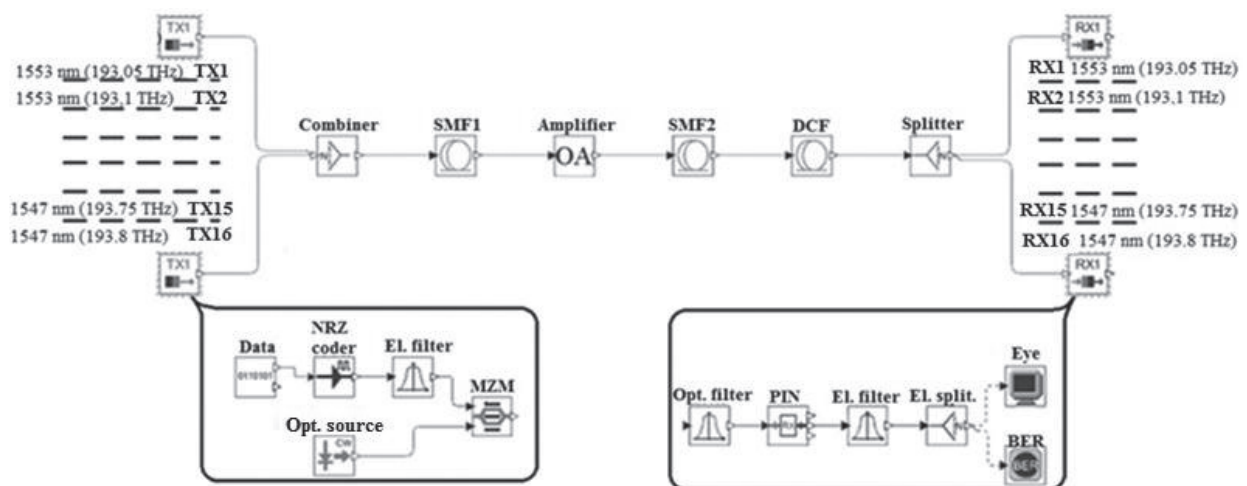 TX1
1553 nm (193.05 THz) TX1
1553 nm (193,1 THz) TX2
1547 nm (193.75 THz) TX15
1547 nm (193.8 THz) TX16
TX1
Combiner
SMF1
Amplifier
OA
SMF2
DCF
Splitter
RX1
RX1 1553 nm (193.05 THz)
RX2 1553 nm (193,1 THz)
RX15 1547 nm (193.75 THz)
RX16 1547 nm (193.8 THz)
RX1
Data
0110101
NRZ
coder
El. filter
MZM
Opt. source
CW
Opt. filter
PIN
El. filter
El. split.
Eye
BER
BER